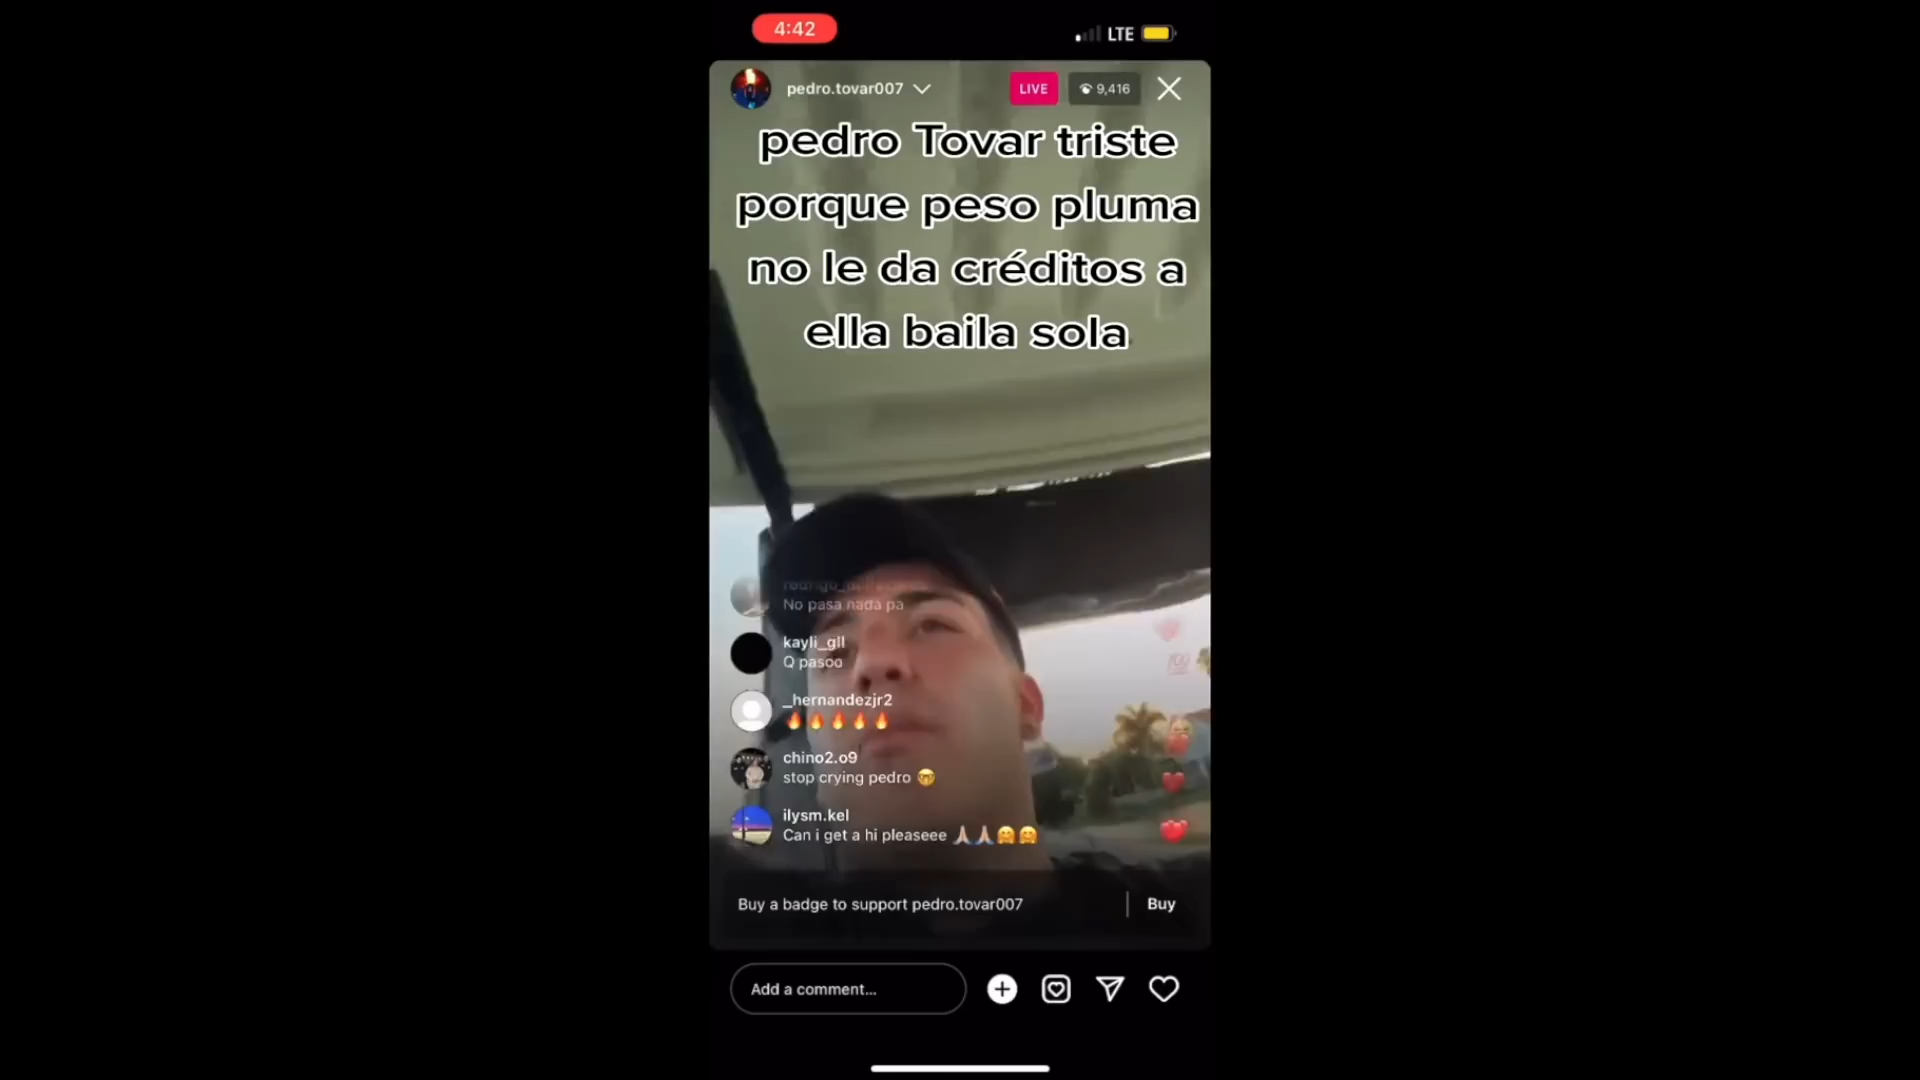 4:42
LTE
pedro.tovar007
LIVE
9,416
pedro Tovar triste
porque peso pluma
no le da créditos a
ella baila sola
No pasa nada pa
kayli_gll
Q pasoo
_hernandezjr2
🔥🔥🔥🔥🔥
chino2.o9
stop crying pedro 🤓
ilysm.kel
Can i get a hi pleaseee 🙏🏼🙏🏼🤗🤗
Buy a badge to support pedro.tovar007
Buy
Add a comment...